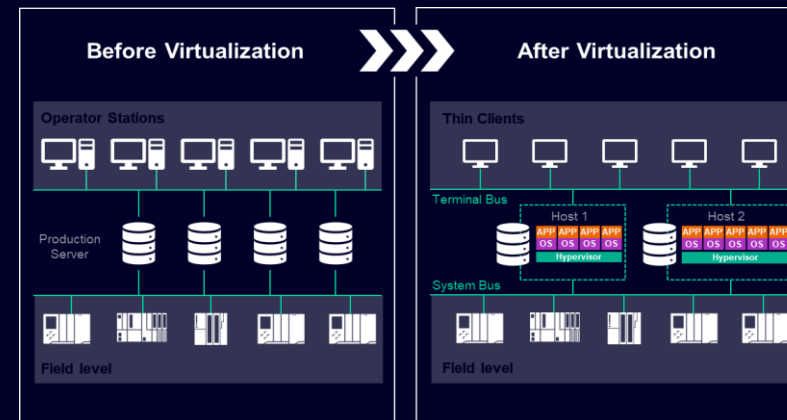 Before Virtualization
Operator Stations
Production
Server
Field level
After Virtualization
Thin Clients
Terminal Bus
Host 1
APP APP APP APP
OS OS OS OS
Hypervisor
Host 2
APP APP APP APP APP
OS OS OS OS OS
Hypervisor
System Bus
Field level